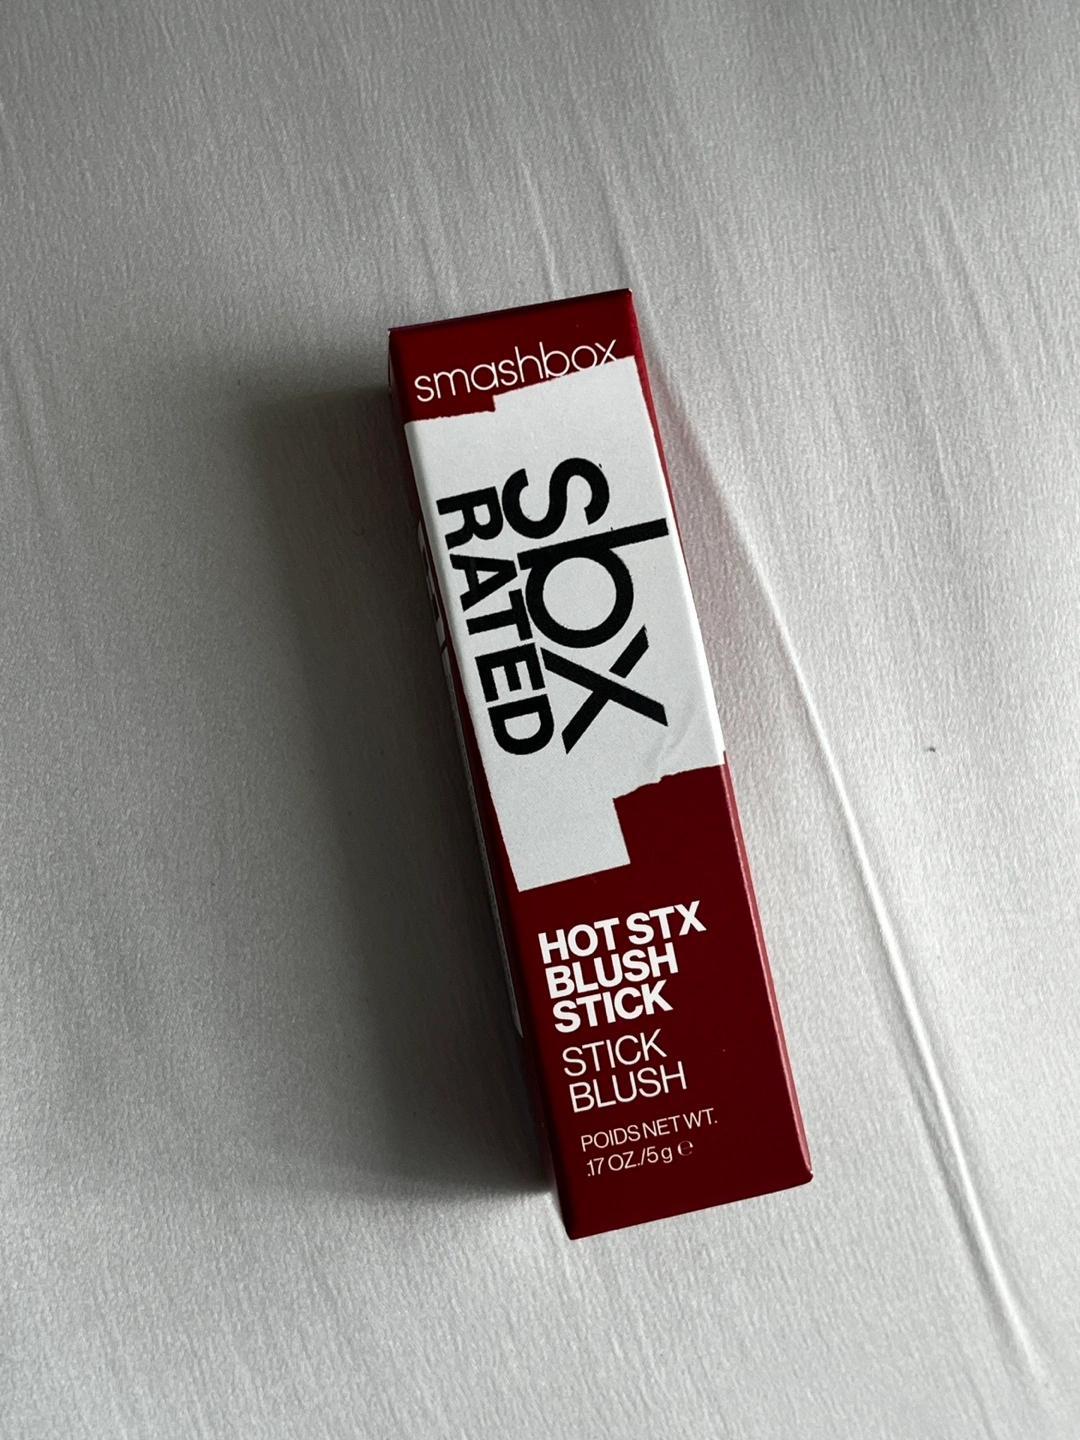 smashbox
sbx
RATED
HOT STX
BLUSH
STICK
STICK
BLUSH
POIDS NET WT.
.17 OZ./5 g ℮